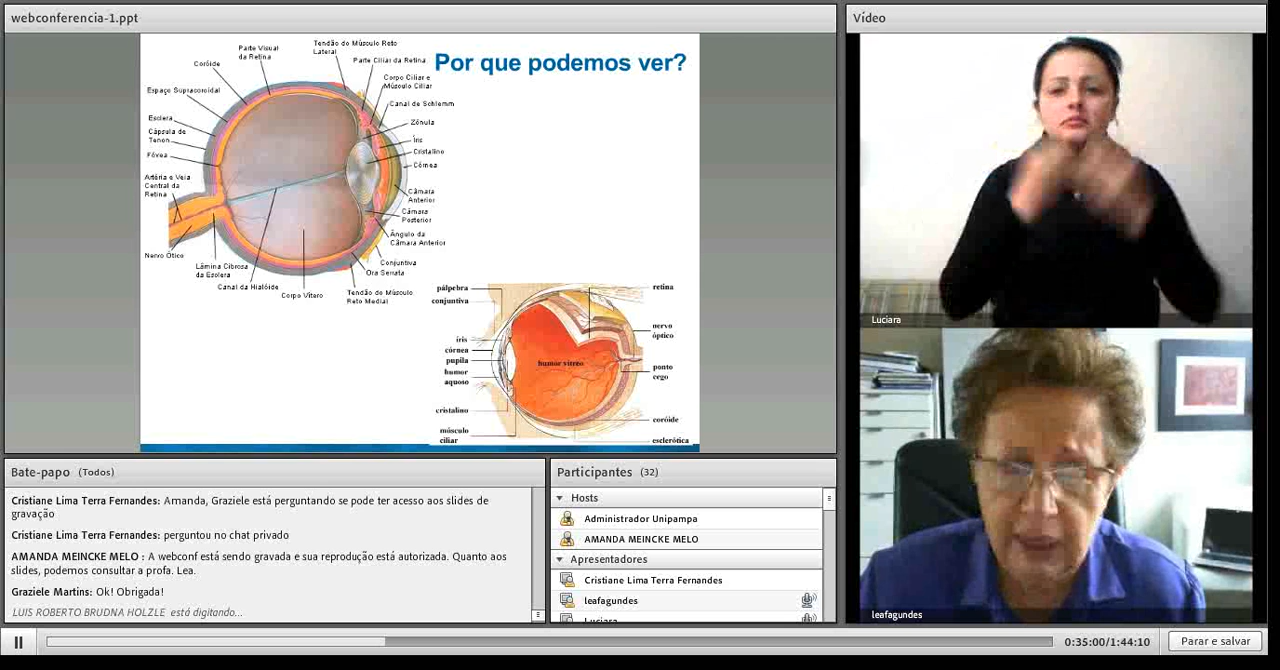 webconferencia-1.ppt
Vídeo
Por que podemos ver?
Tendão do Músculo Reto
Lateral
Parte Visual
da Retina
Parte Ciliar da Retina
Coróide
Corpo Ciliar e
Músculo Ciliar
Espaço Supracoroidal
Canal de Schlemm
Esclera
Zónula
Cápsula de
Tenon
Íris
Cristalino
Fóvea
Córnea
Artéria e Veia
Central da
Retina
Câmara
Anterior
Câmara
Posterior
Ângulo da
Câmara Anterior
Nervo Ótico
Conjuntiva
Lâmina Cibrosa
da Esclera
Ora Serrata
Canal da Hialóide
Corpo Vítero
Tendão do Músculo
Reto Medial
pálpebra
conjuntiva
íris
córnea
pupila
humor
aquoso
cristalino
músculo
ciliar
humor vítreo
retina
nervo
óptico
ponto
cego
coróide
esclerótica
Luciara
leafagundes
Bate-papo (Todos)
Cristiane Lima Terra Fernandes: Amanda, Graziele está perguntando se pode ter acesso aos slides de
gravação
Cristiane Lima Terra Fernandes: perguntou no chat privado
AMANDA MEINCKE MELO : A webconf está sendo gravada e sua reprodução está autorizada. Quanto aos
slides, podemos consultar a profa. Lea.
Graziele Martins: Ok! Obrigada!
LUIS ROBERTO BRUDNA HOLZLE está digitando...
Participantes (32)
Hosts
Administrador Unipampa
AMANDA MEINCKE MELO
Apresentadores
Cristiane Lima Terra Fernandes
leafagundes
Luciara
0:35:00/1:44:10
Parar e salvar